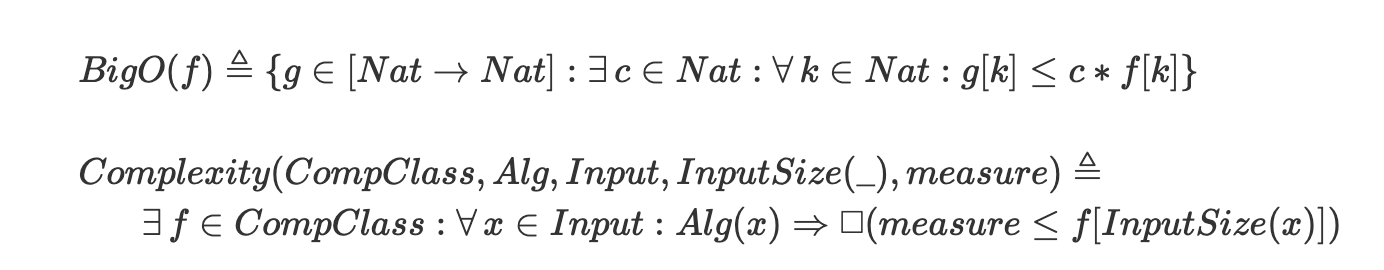 BigO(f) ≜ {g ∈ [Nat → Nat] : ∃ c ∈ Nat : ∀ k ∈ Nat : g[k] ≤ c ∗ f[k]}
Complexity(CompClass, Alg, Input, InputSize(_), measure) ≜
∃ f ∈ CompClass : ∀ x ∈ Input : Alg(x) ⇒ □(measure ≤ f[InputSize(x)])